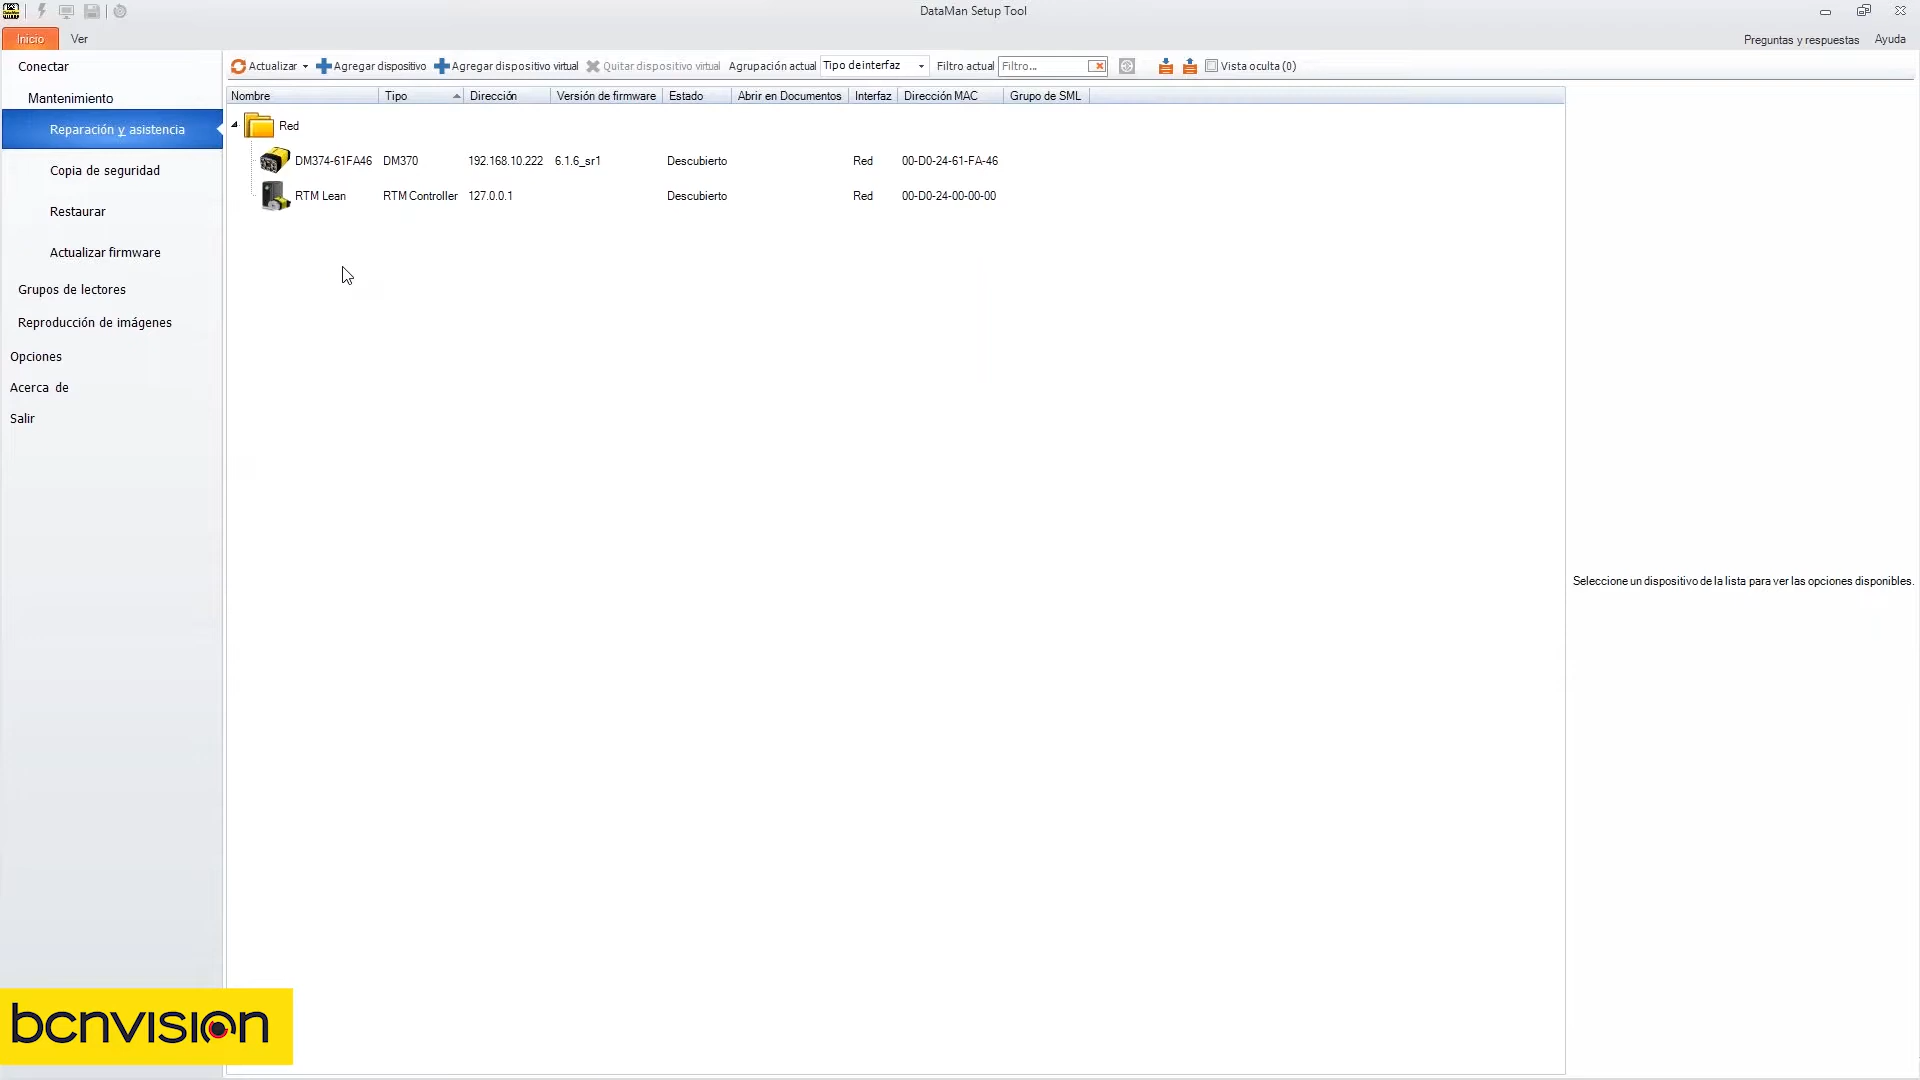 DataMan Setup Tool
Inicio Ver
Preguntas y respuestas Ayuda
Conectar
Mantenimiento
Reparación y asistencia
Copia de seguridad
Restaurar
Actualizar firmware
Grupos de lectores
Reproducción de imágenes
Opciones
Acerca de
Salir
Actualizar Agregar dispositivo Agregar dispositivo virtual Quitar dispositivo virtual Agrupación actual Tipo de interfaz Filtro actual Filtro... Vista oculta (0)
Nombre Tipo Dirección Versión de firmware Estado Abrir en Documentos Interfaz Dirección MAC Grupo de SML
Red
DM374-61FA46 DM370 192.168.10.222 6.1.6_sr1 Descubierto Red 00-D0-24-61-FA-46
RTM Lean RTM Controller 127.0.0.1 Descubierto Red 00-D0-24-00-00-00
Seleccione un dispositivo de la lista para ver las opciones disponibles.
bcnvision